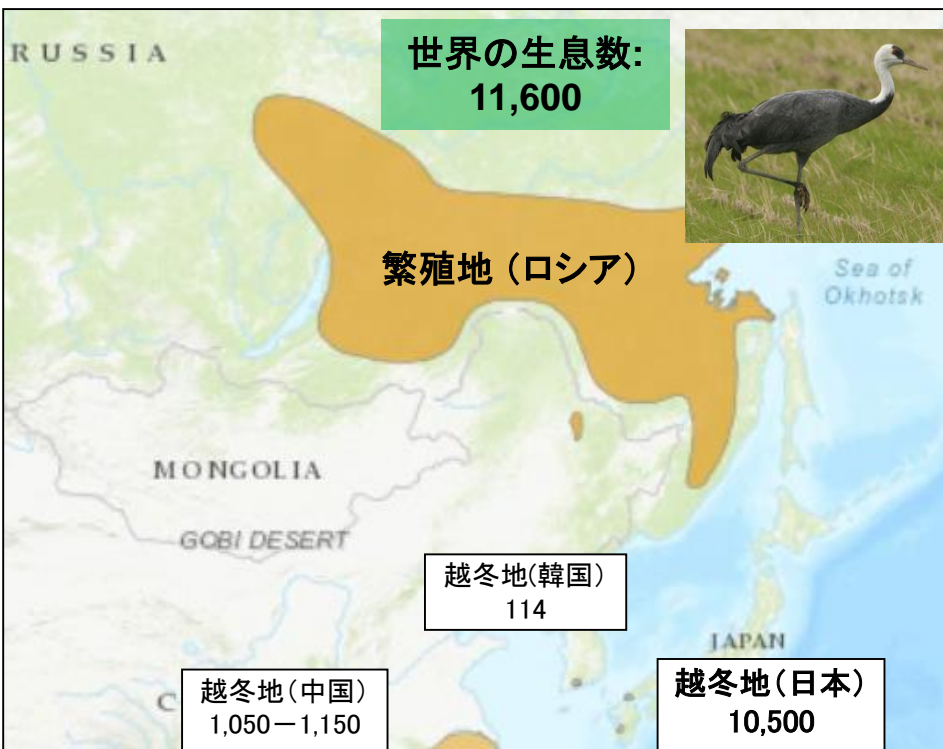 RUSSIA
世界の生息数:
11,600
繁殖地（ロシア）
Sea of
Okhotsk
MONGOLIA
GOBI DESERT
越冬地(韓国)
114
JAPAN
越冬地(中国)
1,050－1,150
C
越冬地(日本)
10,500